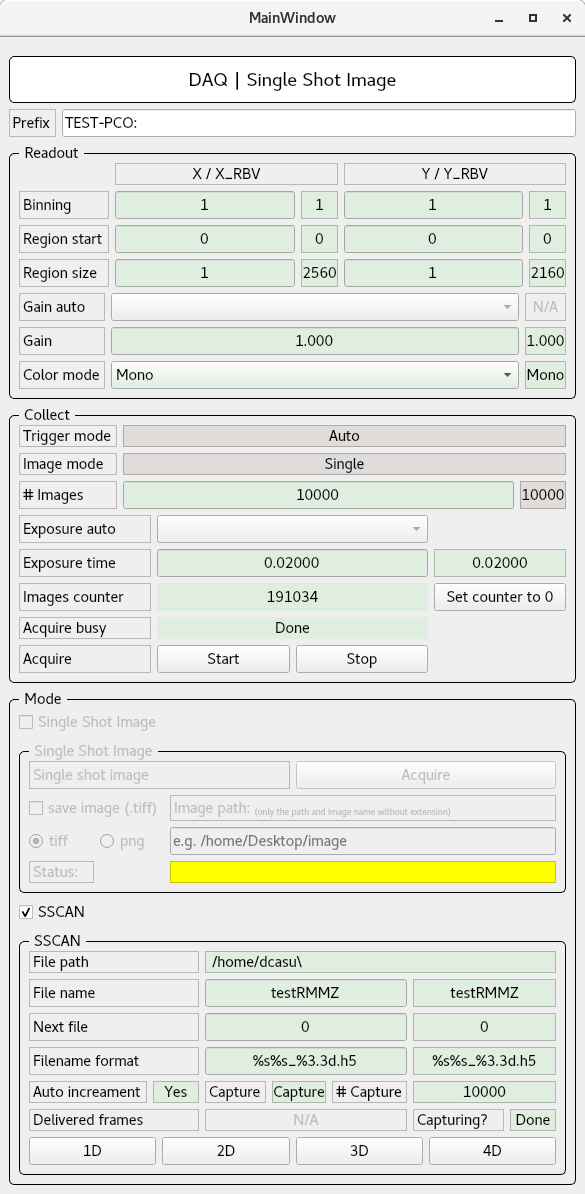 MainWindow
DAQ | Single Shot Image
Prefix TEST-PCO:
Readout
X / X_RBV Y / Y_RBV
Binning 1 1 1 1
Region start 0 0 0 0
Region size 1 2560 1 2160
Gain auto N/A
Gain 1.000 1.000
Color mode Mono Mono
Collect
Trigger mode Auto
Image mode Single
# Images 10000 10000
Exposure auto
Exposure time 0.02000 0.02000
Images counter 191034 Set counter to 0
Acquire busy Done
Acquire Start Stop
Mode
Single Shot Image
Single Shot Image
Single shot image Acquire
save image (.tiff) Image path: (only the path and image name without extension)
tiff png e.g. /home/Desktop/image
Status:
SSCAN
SSCAN
File path /home/dcasu\
File name testRMMZ testRMMZ
Next file 0 0
Filename format %s%s_%3.3d.h5 %s%s_%3.3d.h5
Auto increament Yes Capture Capture # Capture 10000
Delivered frames N/A Capturing? Done
1D 2D 3D 4D